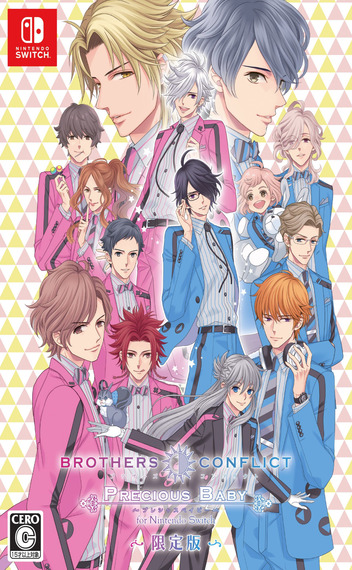 NINTENDO
SWITCH
BROTHERS CONFLICT
PRECIOUS BABY
～プレシャスベイビー～
for Nintendo Switch
～限定版～
CERO
C
15才以上対象